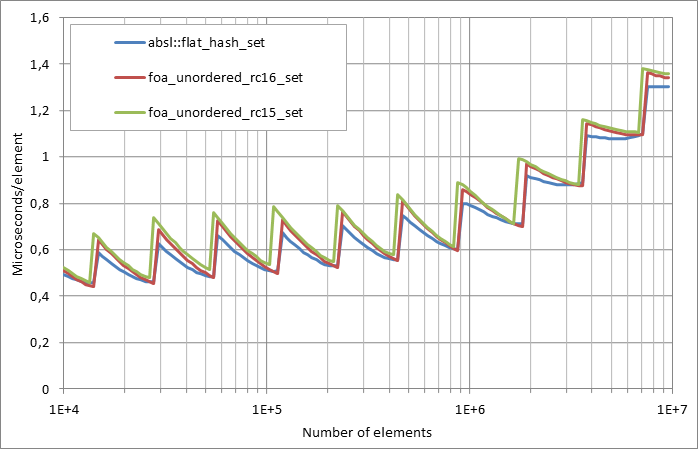 1,6
1,4
1,2
1
0,8
0,6
0,4
0,2
0
Microseconds/element
absl::flat_hash_set
foa_unordered_rc16_set
foa_unordered_rc15_set
1E+4 1E+5 1E+6 1E+7
Number of elements